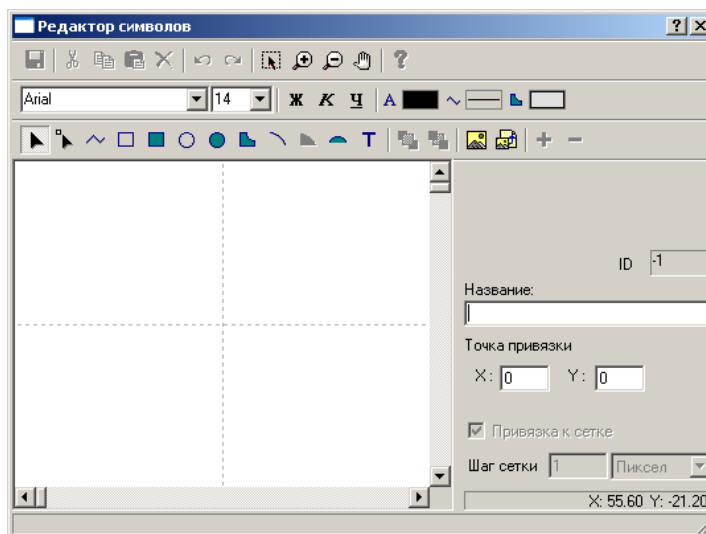 Редактор символов
Arial 14 Ж К Ч А
T
ID -1
Название:
Точка привязки
X: 0 Y: 0
Привязка к сетке
Шаг сетки 1 Пиксел
X: 55.60 Y: -21.20